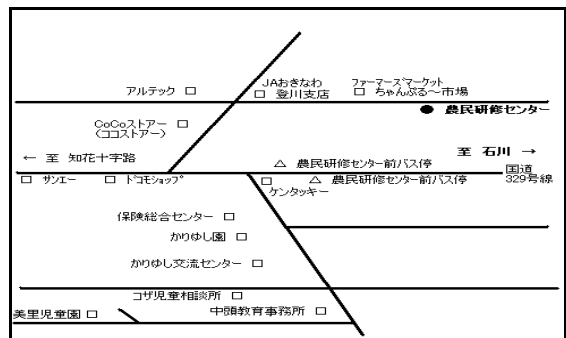 JAおきなわ
登川支店
ファーマーズマーケット
ちゃんぷる～市場
アルテック
● 農民研修センター
CoCoストアー
(ココストアー)
至 石川 →
← 至 知花十字路
△ 農民研修センター前バス停
国道
329号線
サンエー
ドコモショップ
△ 農民研修センター前バス停
ケンタッキー
保険総合センター
かりゆし園
かりゆし交流センター
コザ児童相談所
美里児童園
中頭教育事務所